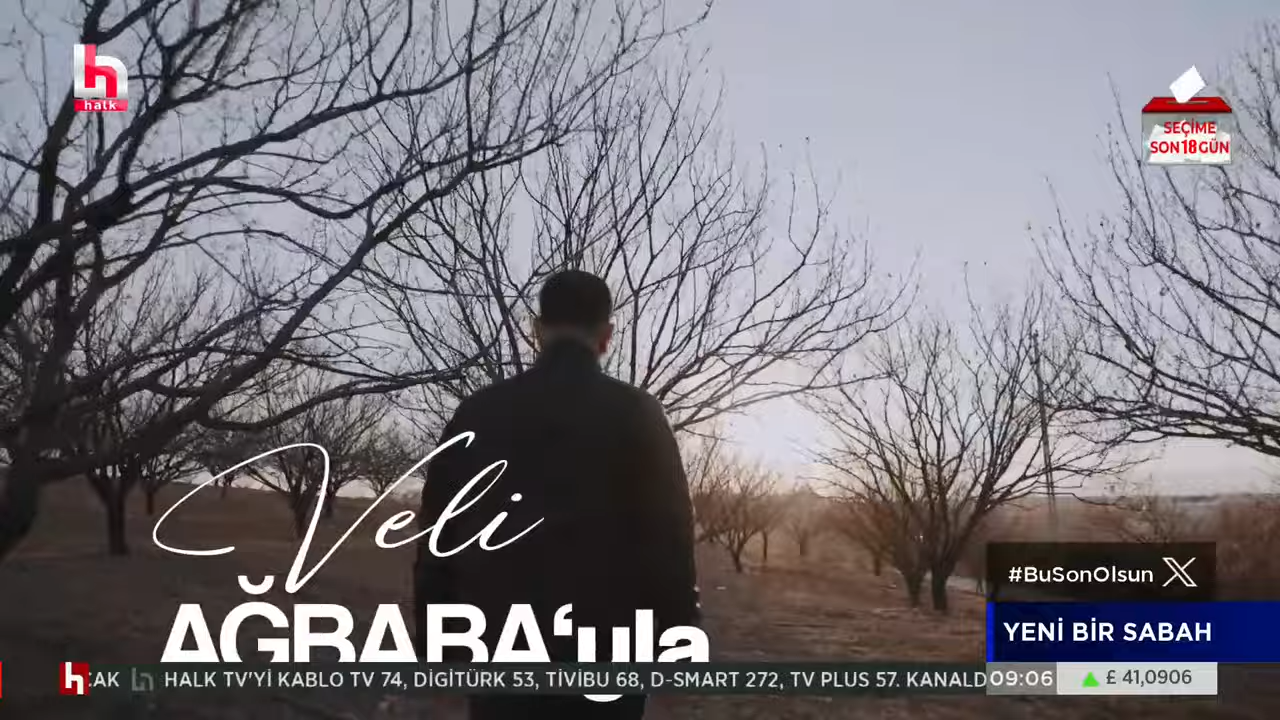 halk
SEÇİME
SON 18 GÜN
Veli
AĞBABA'yla
#BuSonOlsun X
YENİ BİR SABAH
CAK HALK TV'Yİ KABLO TV 74, DİGİTÜRK 53, TİVİBU 68, D-SMART 272, TV PLUS 57. KANALD
09:06
£ 41,0906